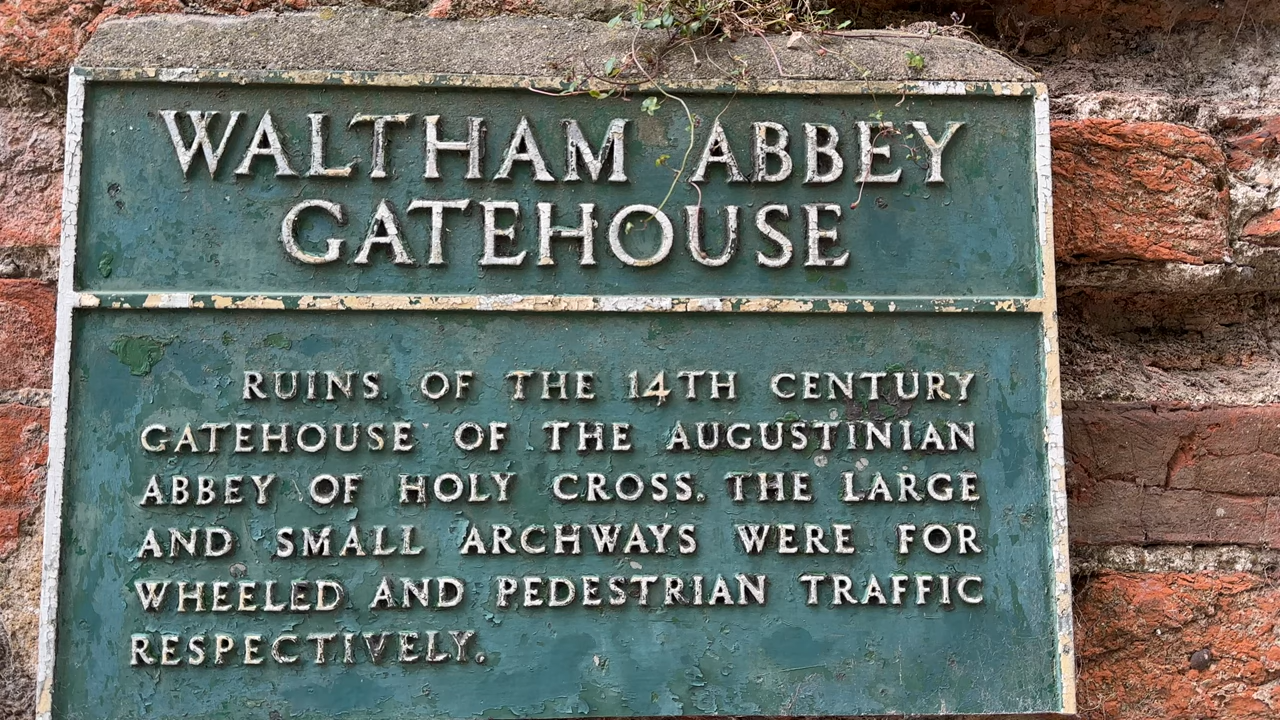 WALTHAM ABBEY
GATEHOUSE
RUINS OF THE 14TH CENTURY
GATEHOUSE OF THE AUGUSTINIAN
ABBEY OF HOLY CROSS. THE LARGE
AND SMALL ARCHWAYS WERE FOR
WHEELED AND PEDESTRIAN TRAFFIC
RESPECTIVELY.